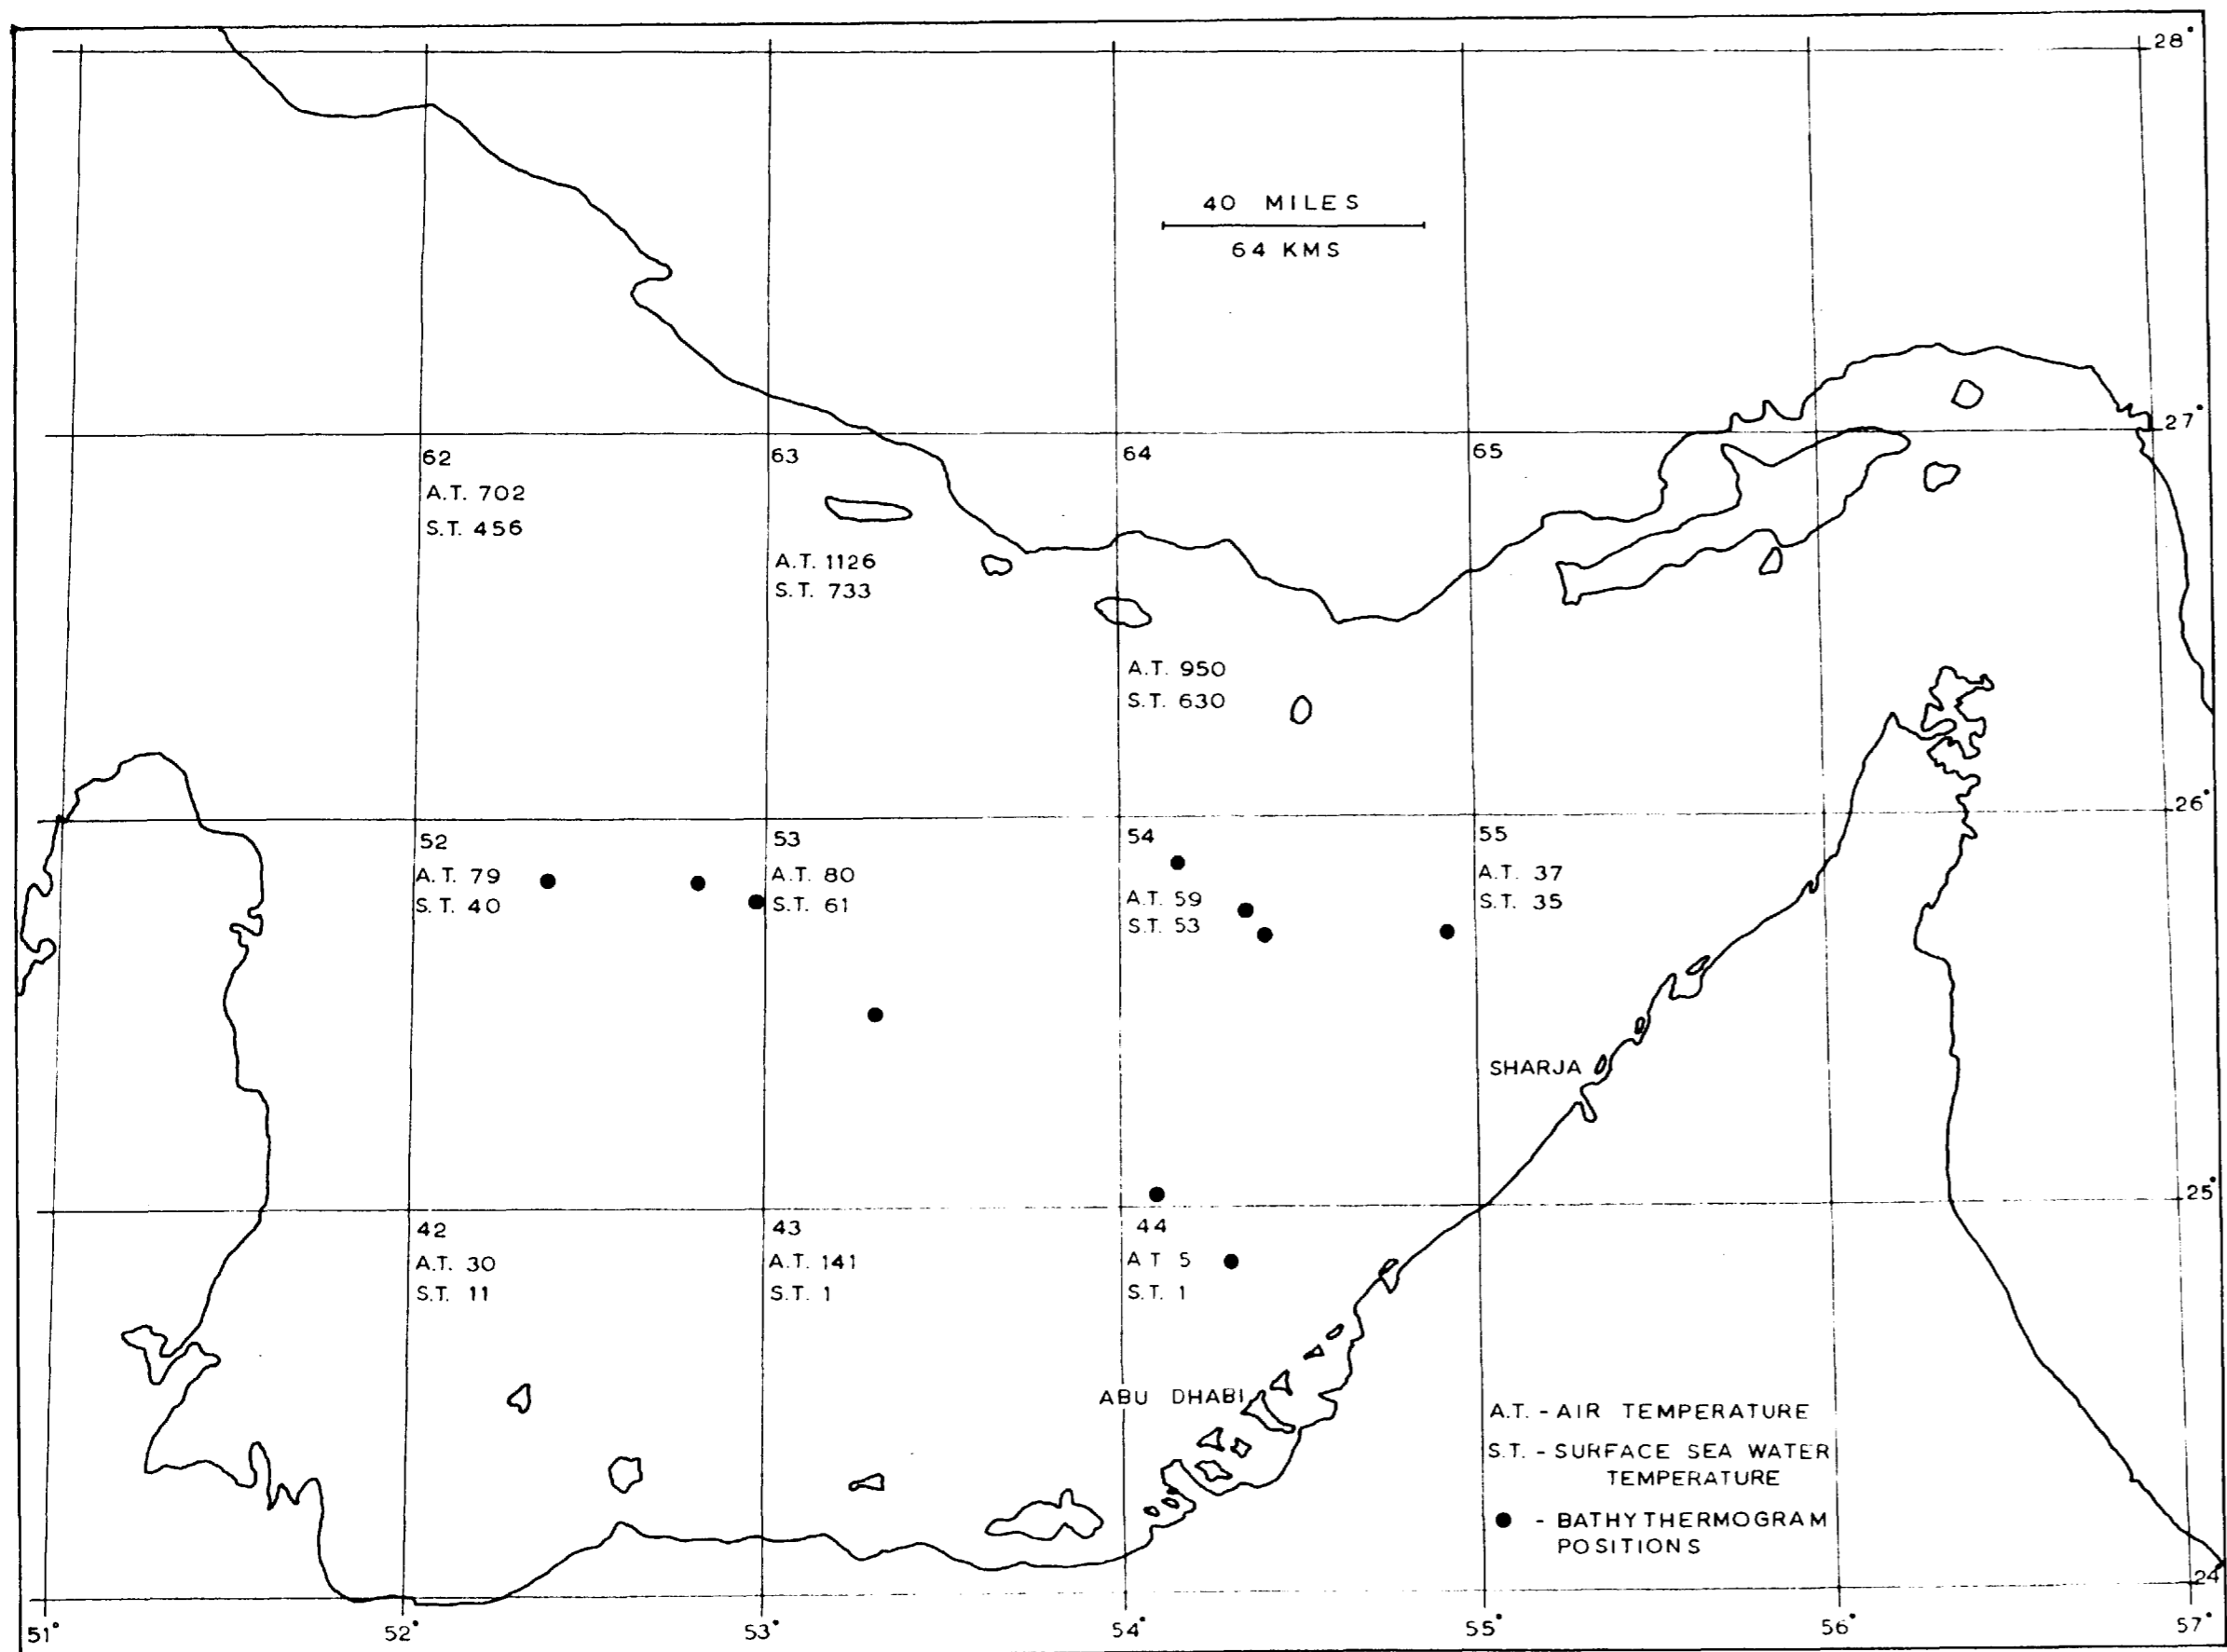 28°
40 MILES
64 KMS
27°
62
A.T. 702
S.T. 456
63
A.T. 1126
S.T. 733
64
A.T. 950
S.T. 630
65
26°
52
A.T. 79
S.T. 40
53
A.T. 80
S.T. 61
54
A.T. 59
S.T. 53
55
A.T. 37
S.T. 35
SHARJA
25°
42
A.T. 30
S.T. 11
43
A.T. 141
S.T. 1
44
A T 5
S.T. 1
ABU DHABI
A.T. - AIR TEMPERATURE
S.T. - SURFACE SEA WATER
TEMPERATURE
● - BATHYTHERMOGRAM
POSITIONS
24°
51°
52°
53°
54°
55°
56°
57°